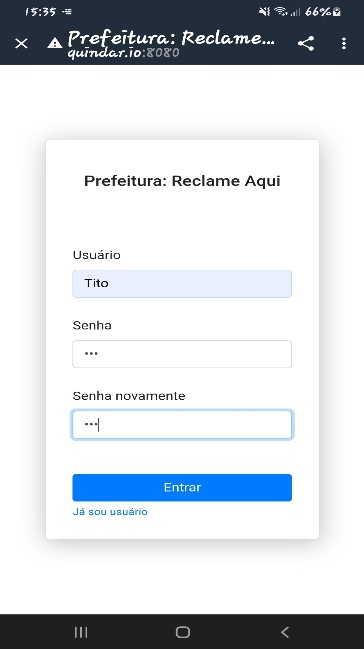 15:35
66%
Prefeitura: Reclame...
quindar.io:8080
Prefeitura: Reclame Aqui
Usuário
Tito
Senha
•••
Senha novamente
•••
Entrar
Já sou usuário